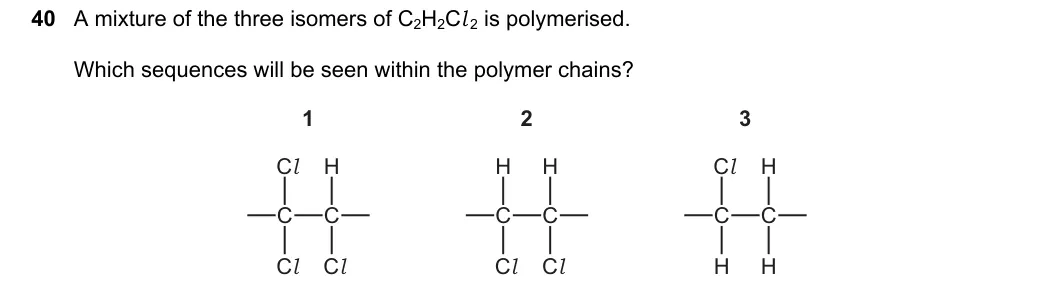 40 A mixture of the three isomers of C₂H₂Cl₂ is polymerised.
Which sequences will be seen within the polymer chains?
1 2 3
Cl H H H Cl H
C C C C C C
Cl Cl Cl Cl H H